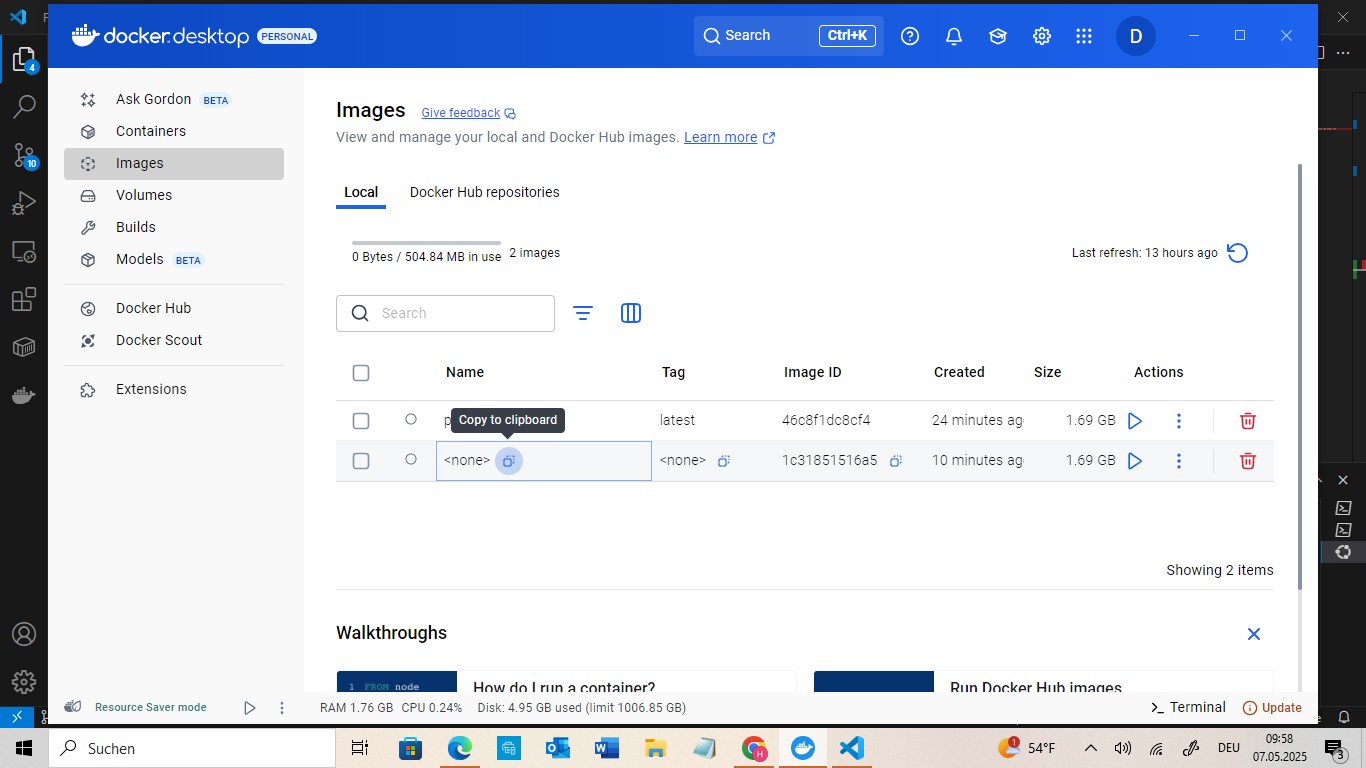 docker.desktop PERSONAL
Search Ctrl+K
D
4
10
Ask Gordon BETA
Containers
Images
Volumes
Builds
Models BETA
Docker Hub
Docker Scout
Extensions
Images Give feedback
View and manage your local and Docker Hub images. Learn more
Local Docker Hub repositories
0 Bytes / 504.84 MB in use 2 images
Last refresh: 13 hours ago
Search
Name Tag Image ID Created Size Actions
Copy to clipboard
latest 46c8f1dc8cf4 24 minutes ag 1.69 GB
<none> <none> 1c31851516a5 10 minutes ag 1.69 GB
Showing 2 items
Walkthroughs
1 FROM node
How do I run a container?
Run Docker Hub images
Resource Saver mode
RAM 1.76 GB CPU 0.24% Disk: 4.95 GB used (limit 1006.85 GB)
Terminal
Update
Suchen
H
1
54°F
DEU
09:58
07.05.2025
3